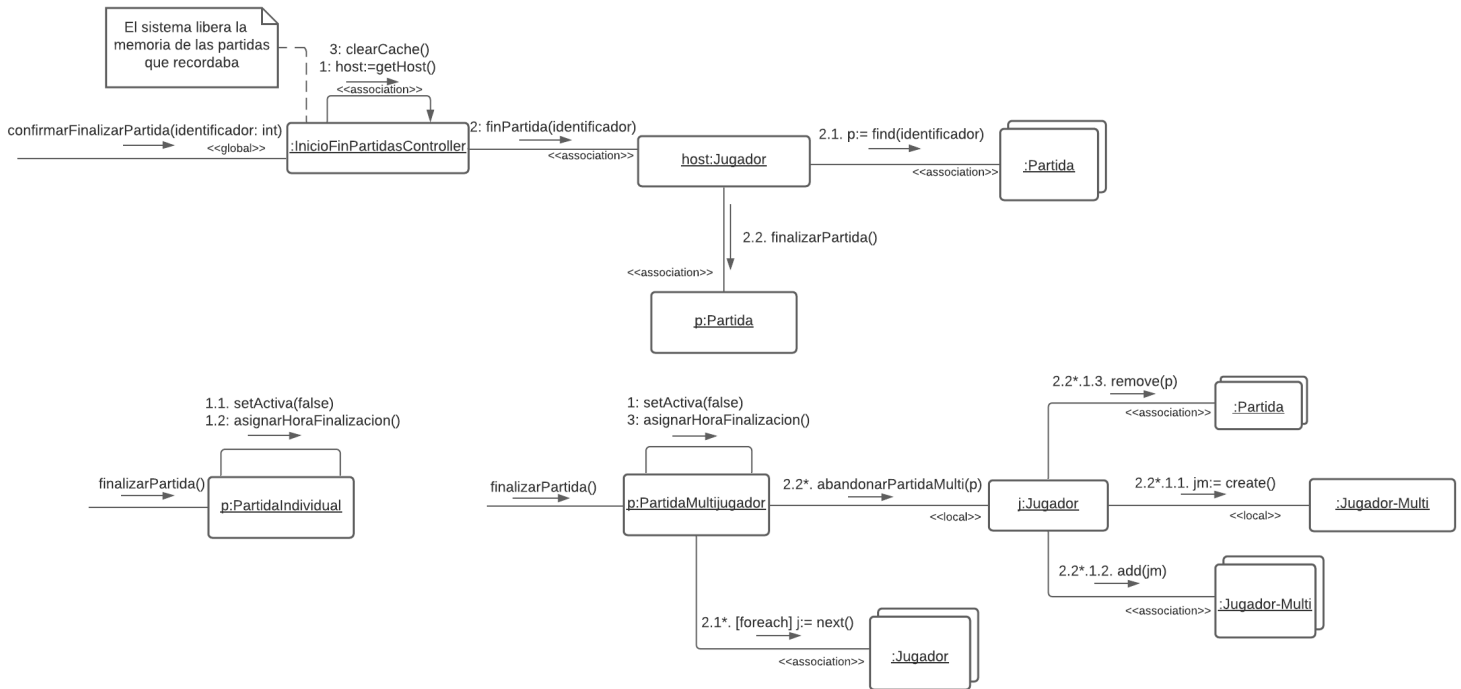 El sistema libera la
memoria de las partidas
que recordaba
3: clearCache()
1: host:=getHost()
<<association>>
confirmarFinalizarPartida(identificador: int)
<<global>>
:InicioFinPartidasController
2: finPartida(identificador)
<<association>>
host:Jugador
2.1. p:= find(identificador)
<<association>>
:Partida
2.2. finalizarPartida()
<<association>>
p:Partida
1.1. setActiva(false)
1.2: asignarHoraFinalizacion()
finalizarPartida()
p:PartidaIndividual
1: setActiva(false)
3: asignarHoraFinalizacion()
finalizarPartida()
p:PartidaMultijugador
2.2*. abandonarPartidaMulti(p)
<<local>>
j:Jugador
2.2*.1.3. remove(p)
<<association>>
:Partida
2.2*.1.1. jm:= create()
<<local>>
:Jugador-Multi
2.2*.1.2. add(jm)
<<association>>
:Jugador-Multi
2.1*. [foreach] j:= next()
<<association>>
:Jugador